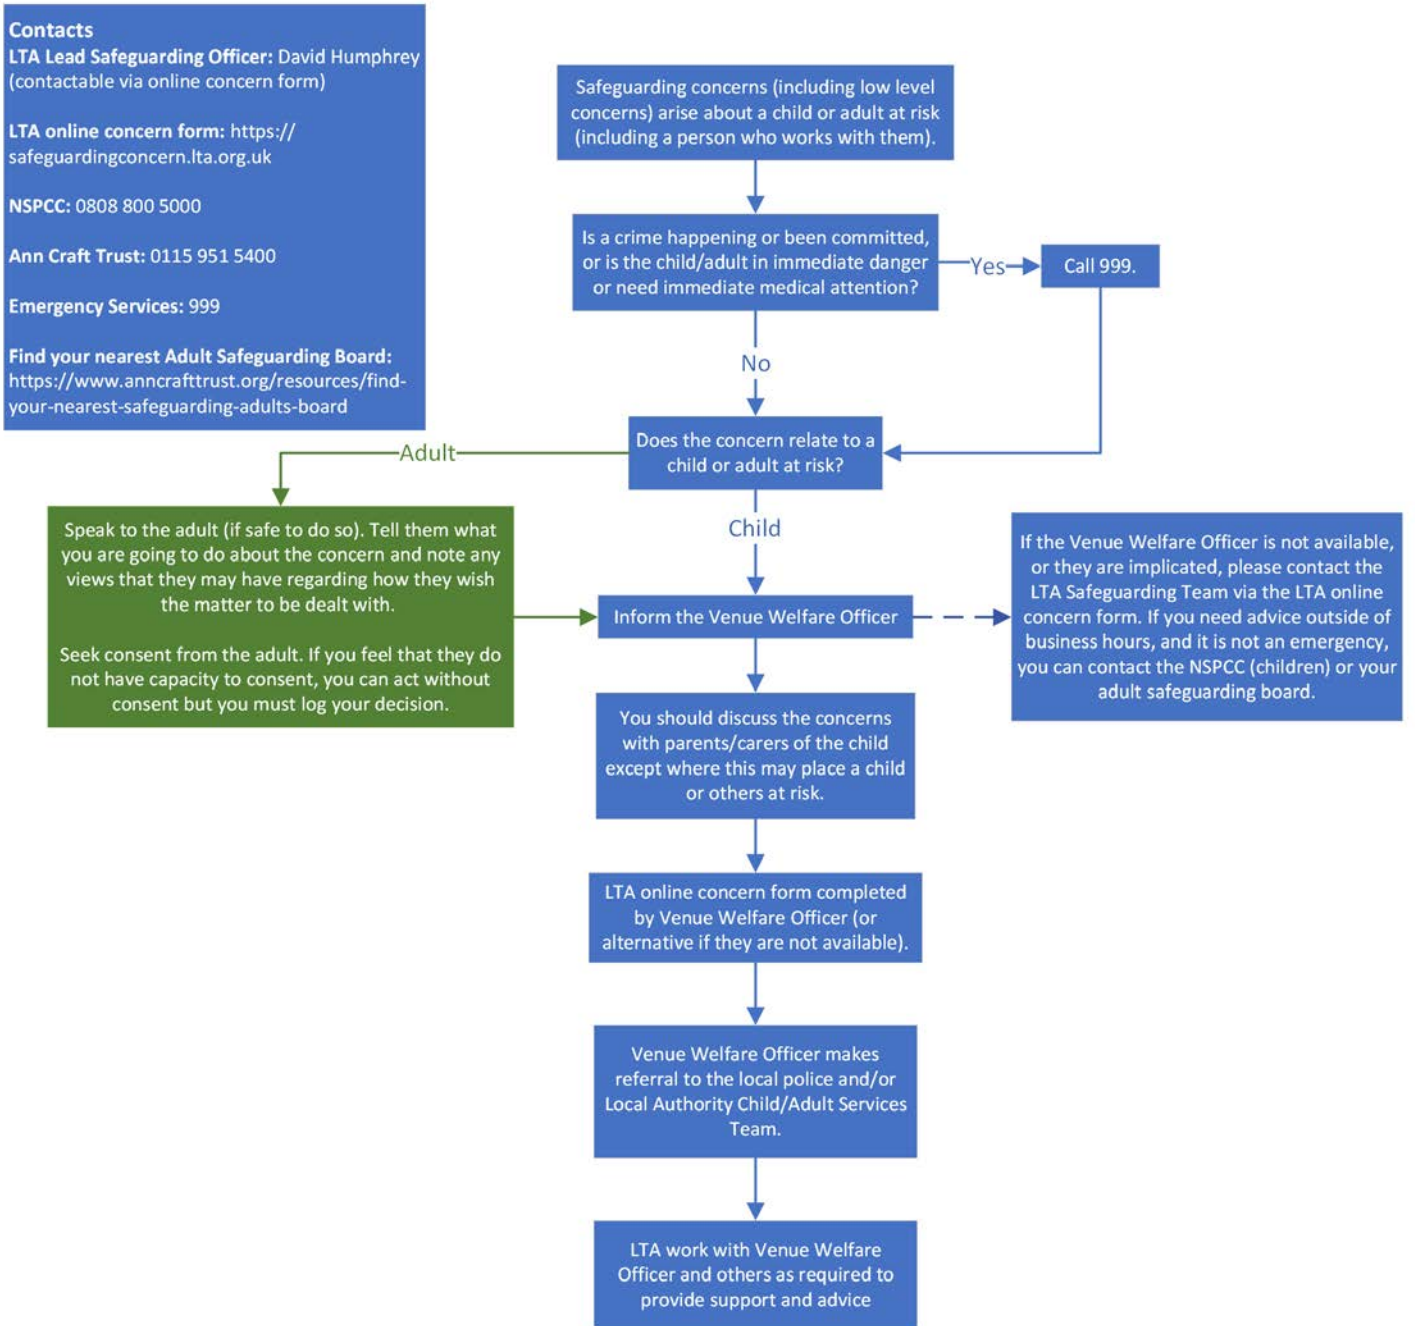 Contacts
LTA Lead Safeguarding Officer: David Humphrey
(contactable via online concern form)
LTA online concern form: https://
safeguardingconcern.lta.org.uk
NSPCC: 0808 800 5000
Ann Craft Trust: 0115 951 5400
Emergency Services: 999
Find your nearest Adult Safeguarding Board:
https://www.anncrafttrust.org/resources/find-
your-nearest-safeguarding-adults-board
Safeguarding concerns (including low level
concerns) arise about a child or adult at risk
(including a person who works with them).
Is a crime happening or been committed,
or is the child/adult in immediate danger
or need immediate medical attention?
Yes
Call 999.
No
Does the concern relate to a
child or adult at risk?
Adult
Speak to the adult (if safe to do so). Tell them what
you are going to do about the concern and note any
views that they may have regarding how they wish
the matter to be dealt with.
Seek consent from the adult. If you feel that they do
not have capacity to consent, you can act without
consent but you must log your decision.
Child
Inform the Venue Welfare Officer
If the Venue Welfare Officer is not available,
or they are implicated, please contact the
LTA Safeguarding Team via the LTA online
concern form. If you need advice outside of
business hours, and it is not an emergency,
you can contact the NSPCC (children) or your
adult safeguarding board.
You should discuss the concerns
with parents/carers of the child
except where this may place a child
or others at risk.
LTA online concern form completed
by Venue Welfare Officer (or
alternative if they are not available).
Venue Welfare Officer makes
referral to the local police and/or
Local Authority Child/Adult Services
Team.
LTA work with Venue Welfare
Officer and others as required to
provide support and advice